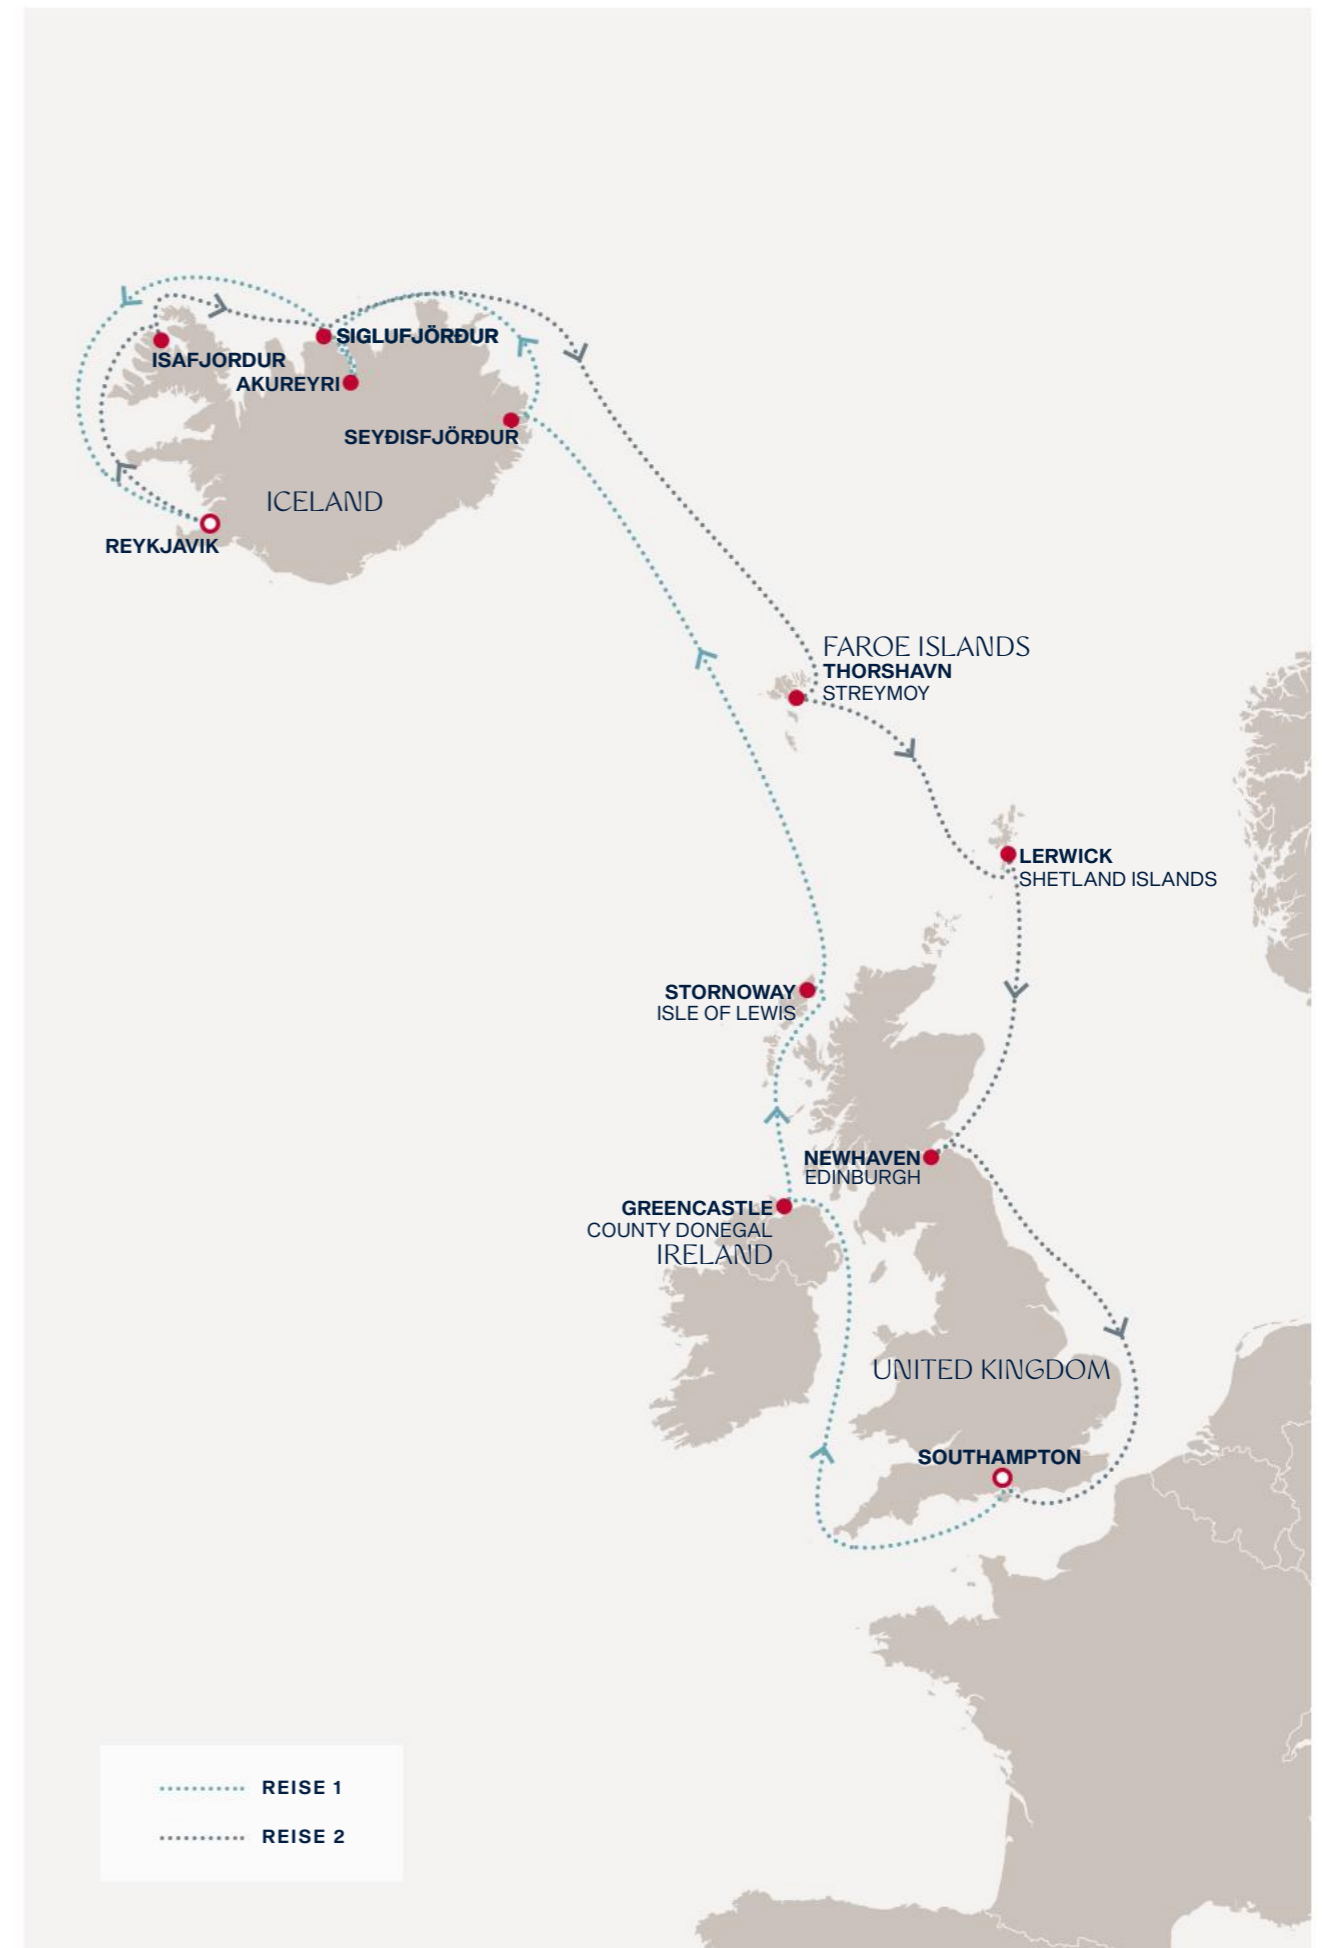 SIGLUFJÖRÐUR
ISAFJORDUR
AKUREYRI
SEYÐISFJÖRÐUR
ICELAND
REYKJAVIK
FAROE ISLANDS
THORSHAVN
STREYMOY
LERWICK
SHETLAND ISLANDS
STORNOWAY
ISLE OF LEWIS
NEWHAVEN
EDINBURGH
GREENCASTLE
COUNTY DONEGAL
IRELAND
UNITED KINGDOM
SOUTHAMPTON
REISE 1
REISE 2